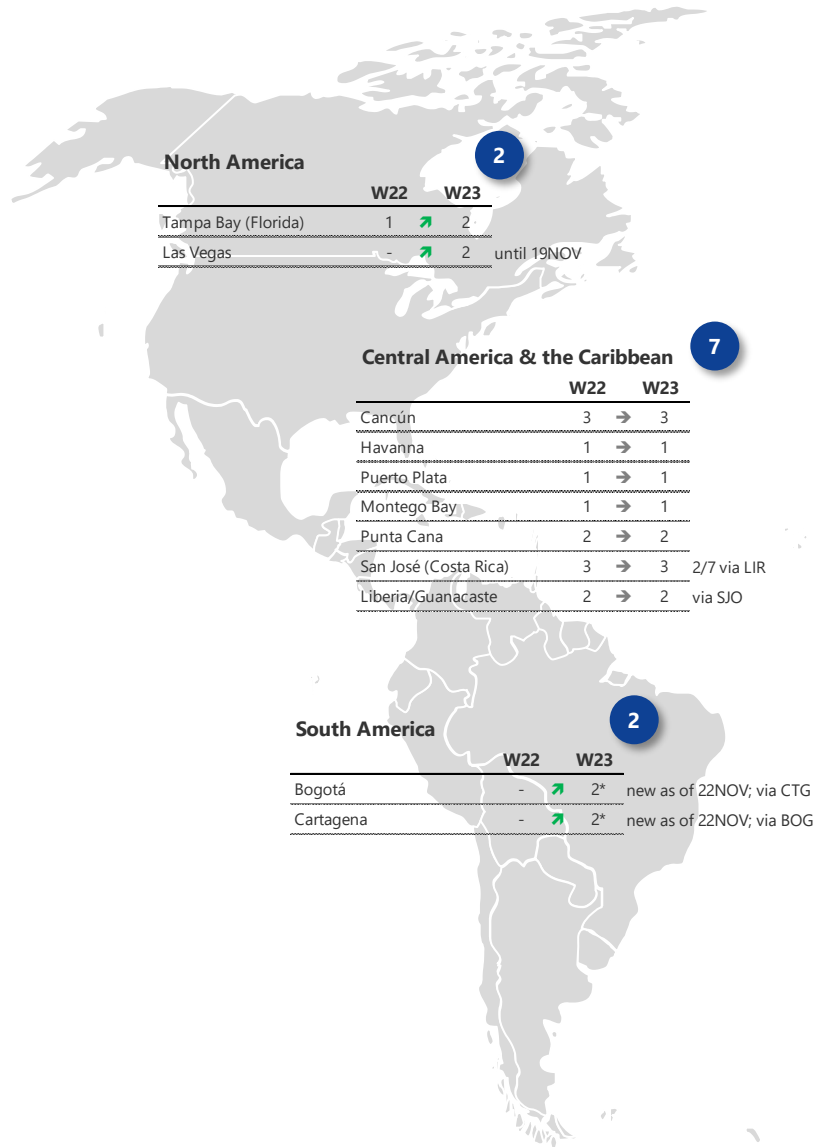 North America 2
W22 W23
Tampa Bay (Florida) 1 ↗ 2
Las Vegas - ↗ 2 until 19NOV
Central America & the Caribbean 7
W22 W23
Cancún 3 → 3
Havanna 1 → 1
Puerto Plata 1 → 1
Montego Bay 1 → 1
Punta Cana 2 → 2
San José (Costa Rica) 3 → 3 2/7 via LIR
Liberia/Guanacaste 2 → 2 via SJO
South America 2
W22 W23
Bogotá - ↗ 2* new as of 22NOV; via CTG
Cartagena - ↗ 2* new as of 22NOV; via BOG